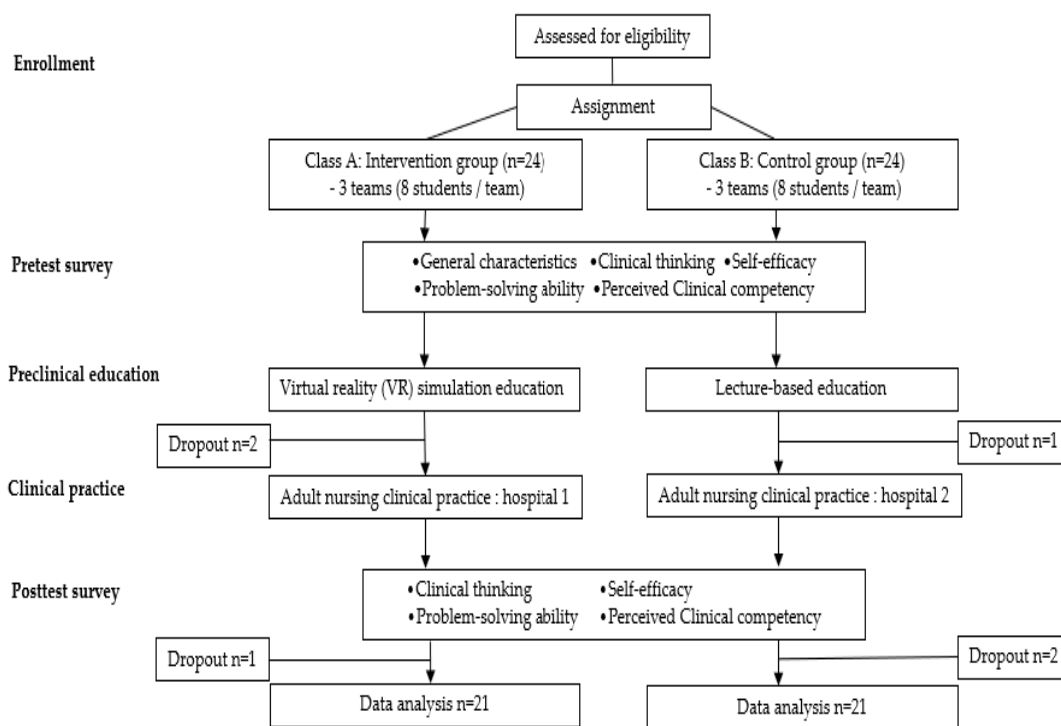 Assessed for eligibility
Enrollment
Assignment
Class A: Intervention group (n=24)
- 3 teams (8 students / team)
Class B: Control group (n=24)
- 3 teams (8 students / team)
Pretest survey
•General characteristics •Clinical thinking •Self-efficacy
•Problem-solving ability •Perceived Clinical competency
Preclinical education
Virtual reality (VR) simulation education
Lecture-based education
Dropout n=2
Dropout n=1
Clinical practice
Adult nursing clinical practice : hospital 1
Adult nursing clinical practice : hospital 2
Posttest survey
•Clinical thinking •Self-efficacy
•Problem-solving ability •Perceived Clinical competency
Dropout n=1
Dropout n=2
Data analysis n=21
Data analysis n=21